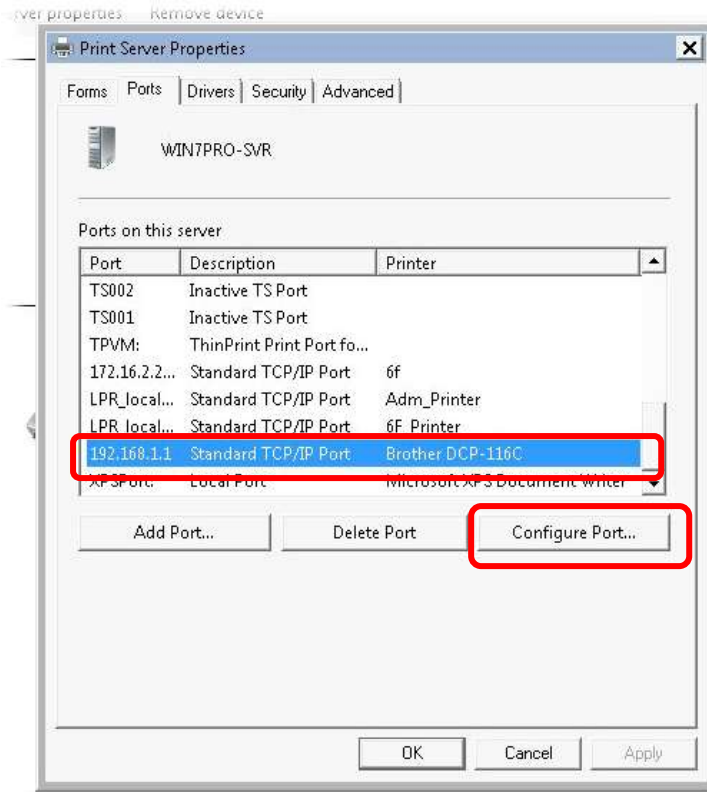 rver properties Remove device
Print Server Properties
Forms Ports Drivers Security Advanced
WIN7PRO-SVR
Ports on this server
Port Description Printer
TS002 Inactive TS Port
TS001 Inactive TS Port
TPVM: ThinPrint Print Port fo...
172.16.2.2... Standard TCP/IP Port 6f
LPR_local... Standard TCP/IP Port Adm_Printer
LPR_local... Standard TCP/IP Port 6F_Printer
192.168.1.1 Standard TCP/IP Port Brother DCP-116C
XPSPort: Local Port Microsoft XPS Document Writer
Add Port... Delete Port Configure Port...
OK Cancel Apply